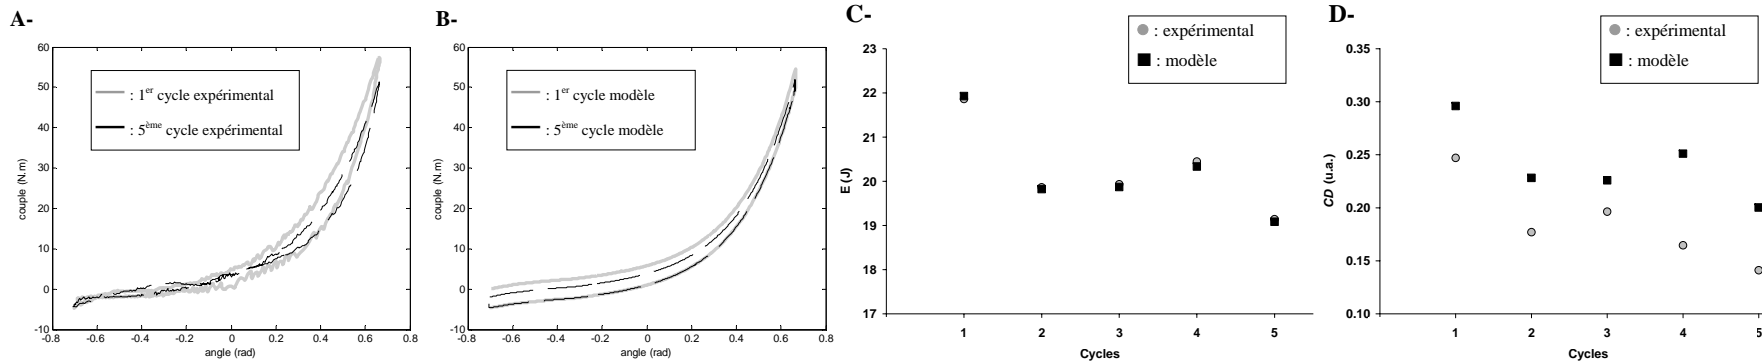 A-
60
50
40
30
20
10
0
-10
couple (N.m)
: 1er cycle expérimental
: 5ème cycle expérimental
-0.8 -0.6 -0.4 -0.2 0 0.2 0.4 0.6 0.8
angle (rad)
B-
60
50
40
30
20
10
0
-10
couple (N.m)
: 1er cycle modèle
: 5ème cycle modèle
-0.8 -0.6 -0.4 -0.2 0 0.2 0.4 0.6 0.8
angle (rad)
C-
: expérimental
: modèle
23
22
21
20
19
18
17
E (J)
1 2 3 4 5
Cycles
D-
: expérimental
: modèle
0.35
0.30
0.25
0.20
0.15
0.10
CD (u.a.)
1 2 3 4 5
Cycles